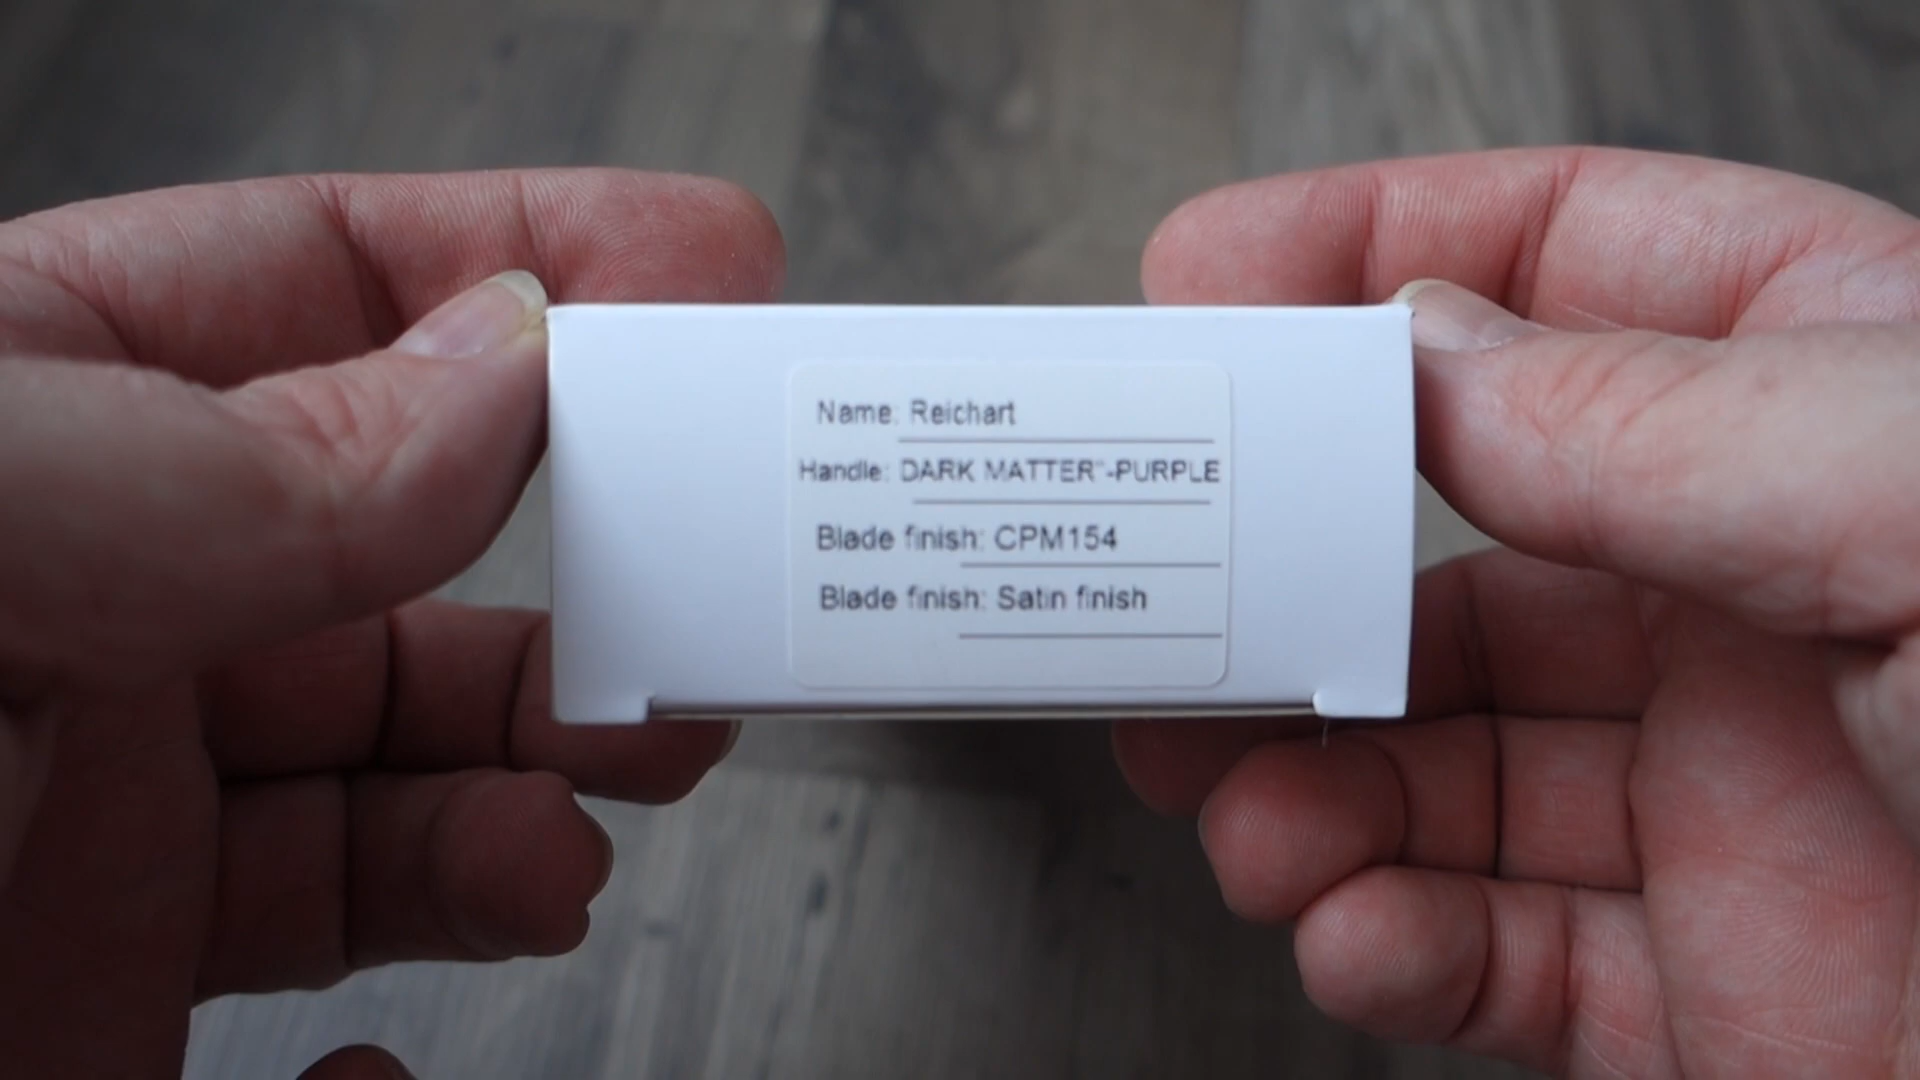 Name: Reichart
Handle: DARK MATTER"-PURPLE
Blade finish: CPM154
Blade finish: Satin finish